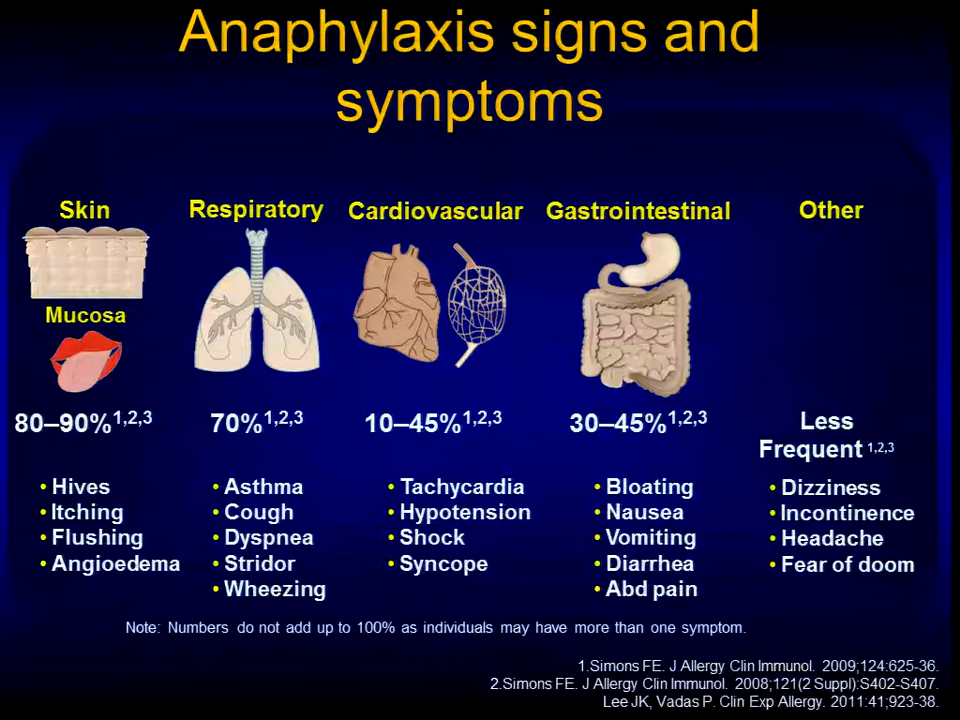 Anaphylaxis signs and
symptoms
Skin
Mucosa
80–90%1,2,3
• Hives
• Itching
• Flushing
• Angioedema
Respiratory
70%1,2,3
• Asthma
• Cough
• Dyspnea
• Stridor
• Wheezing
Cardiovascular
10–45%1,2,3
• Tachycardia
• Hypotension
• Shock
• Syncope
Gastrointestinal
30–45%1,2,3
• Bloating
• Nausea
• Vomiting
• Diarrhea
• Abd pain
Other
Less
Frequent 1,2,3
• Dizziness
• Incontinence
• Headache
• Fear of doom
Note: Numbers do not add up to 100% as individuals may have more than one symptom.
1.Simons FE. J Allergy Clin Immunol. 2009;124:625-36.
2.Simons FE. J Allergy Clin Immunol. 2008;121(2 Suppl):S402-S407.
Lee JK, Vadas P. Clin Exp Allergy. 2011:41;923-38.